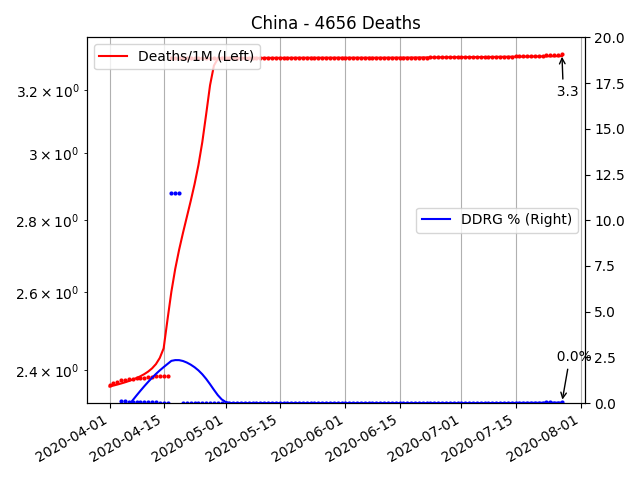 China - 4656 Deaths
Deaths/1M (Left)
DDRG % (Right)
3.3
0.0%
3.2 × 10⁰
3 × 10⁰
2.8 × 10⁰
2.6 × 10⁰
2.4 × 10⁰
20.0
17.5
15.0
12.5
10.0
7.5
5.0
2.5
0.0
2020-04-01
2020-04-15
2020-05-01
2020-05-15
2020-06-01
2020-06-15
2020-07-01
2020-07-15
2020-08-01